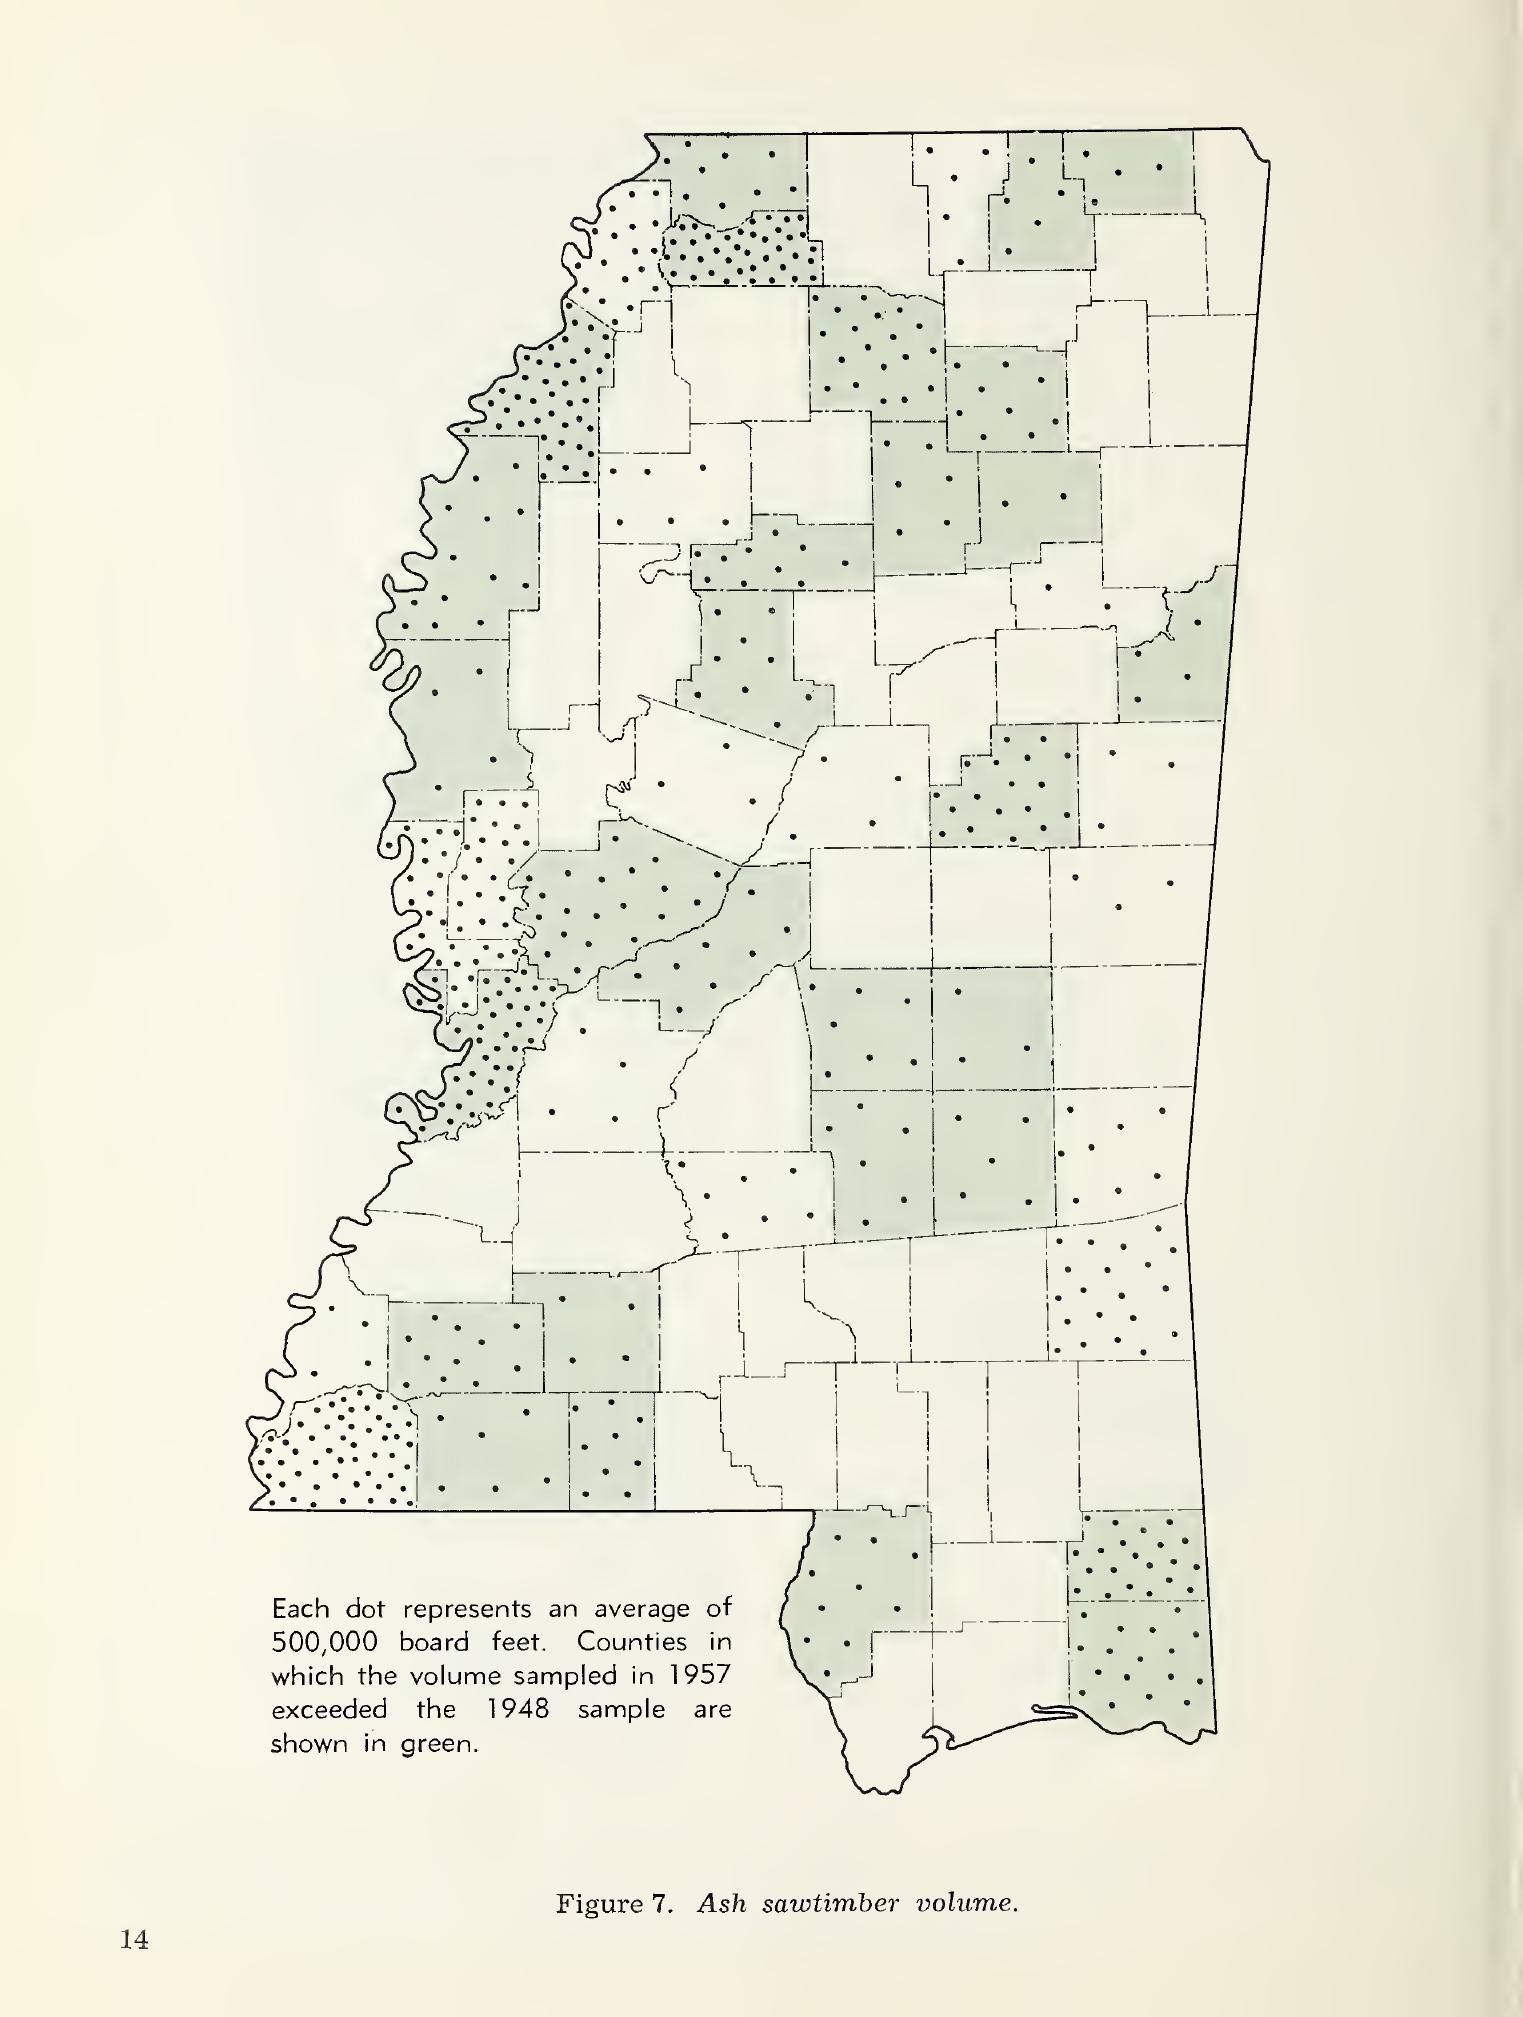 Each dot represents an average of
500,000 board feet. Counties in
which the volume sampled in 1957
exceeded the 1948 sample are
shown in green.
Figure 7. Ash sawtimber volume.
14